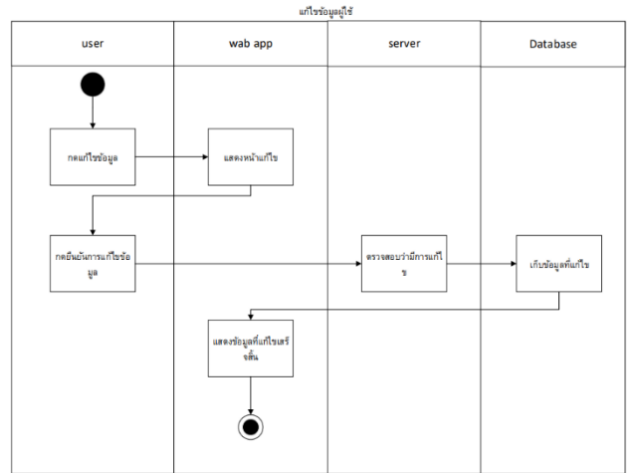 แก้ไขข้อมูลผู้ใช้
user
wab app
server
Database
กดแก้ไขข้อมูล
แสดงหน้าแก้ไข
กดยืนยันการแก้ไขข้อ
มูล
ตรวจสอบว่ามีการแก้ไ
ข
เก็บข้อมูลที่แก้ไข
แสดงข้อมูลที่แก้ไขเสร็
จสิ้น